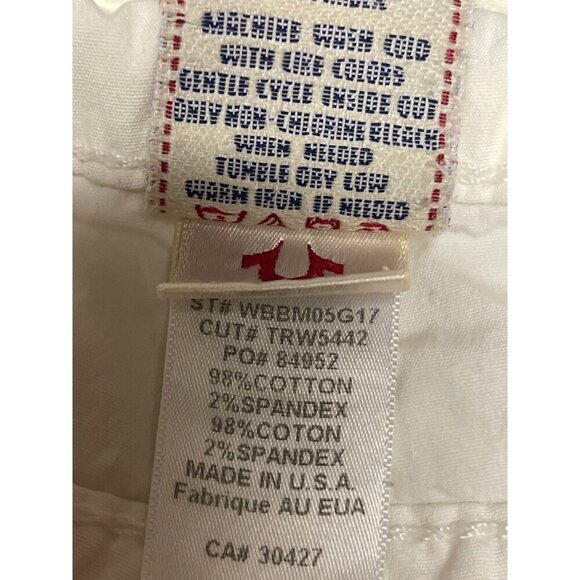 MACHINE WASH COLD
WITH LIKE COLORS
GENTLE CYCLE INSIDE OUT
ONLY NON-CHLORINE BLEACH
WHEN NEEDED
TUMBLE DRY LOW
WARM IRON IF NEEDED
ST# WBBM05G17
CUT# TRW5442
PO# 84952
98%COTTON
2%SPANDEX
98%COTON
2%SPANDEX
MADE IN U.S.A.
Fabrique AU EUA
CA# 30427